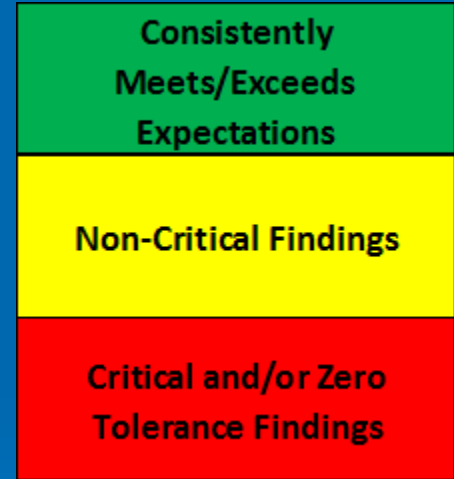 Consistently
Meets/Exceeds
Expectations
Non-Critical Findings
Critical and/or Zero
Tolerance Findings